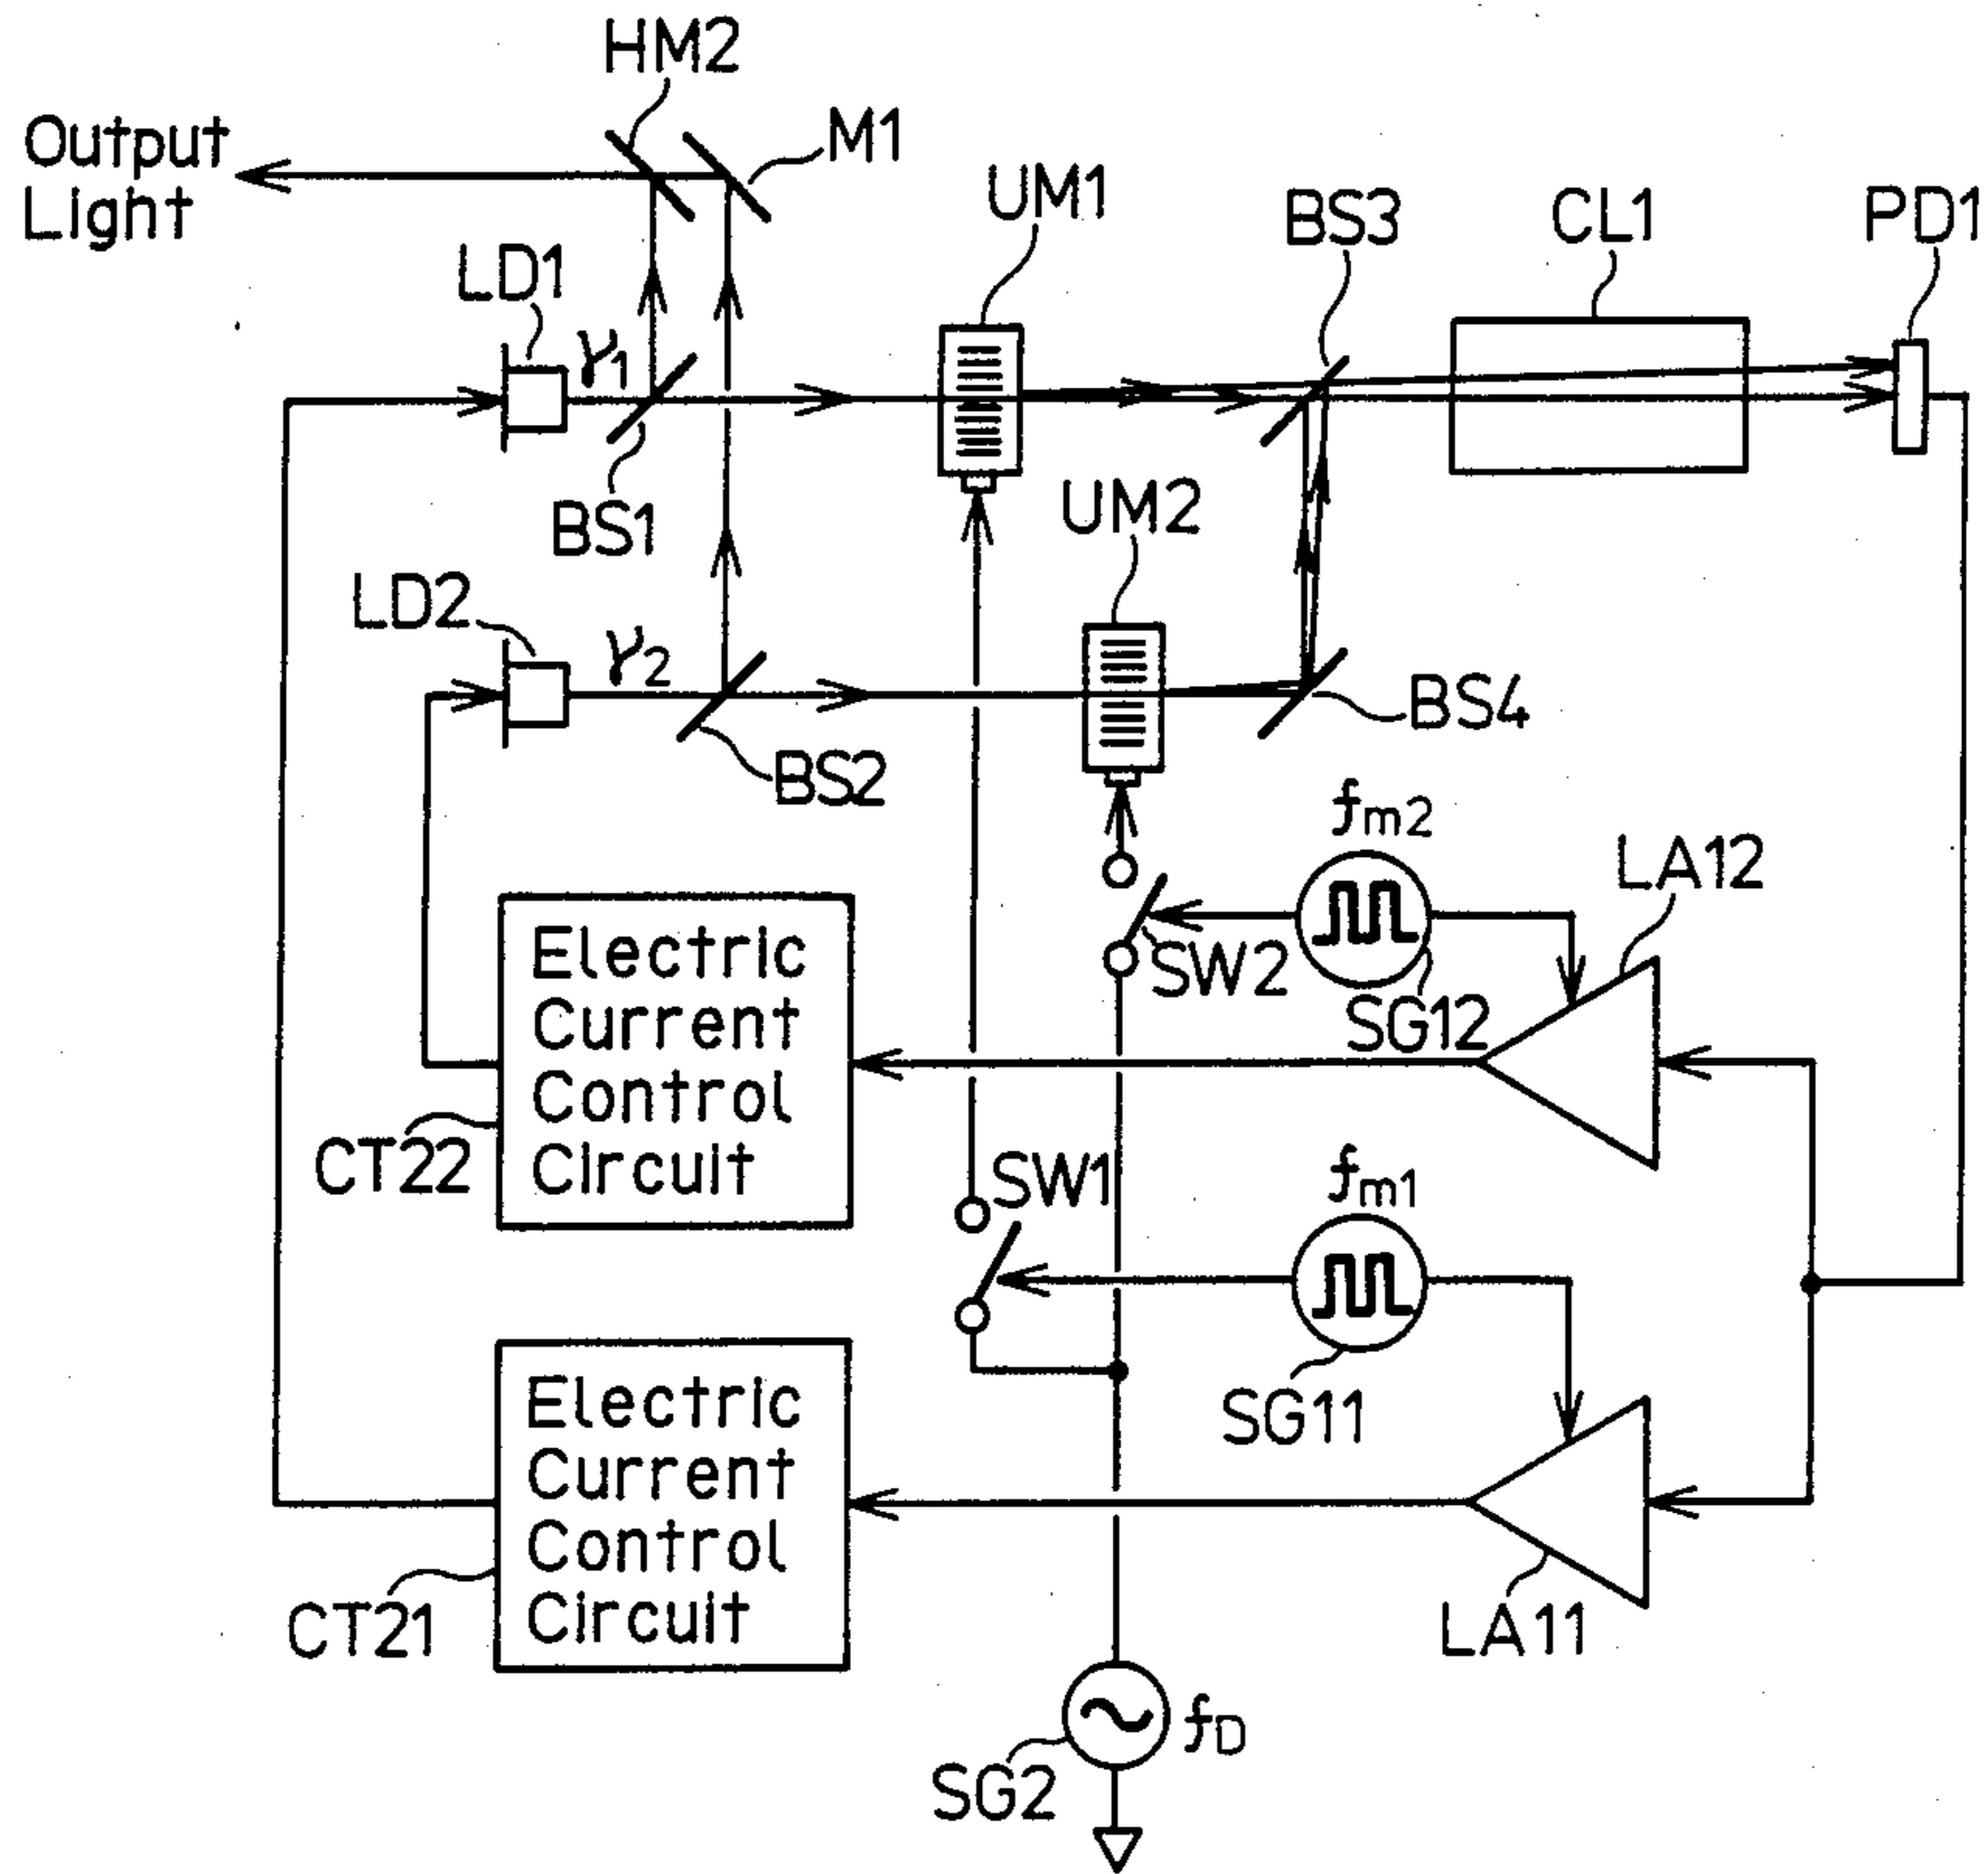 HM2
Output
Light
M1
UM1
BS3
CL1
PD1
LD1
γ1
BS1
UM2
LD2
γ2
BS4
BS2
fm2
LA12
Electric
Current
Control
Circuit
SW2
SG12
CT22
SW1
fm1
Electric
Current
Control
Circuit
SG11
CT21
LA11
fD
SG2